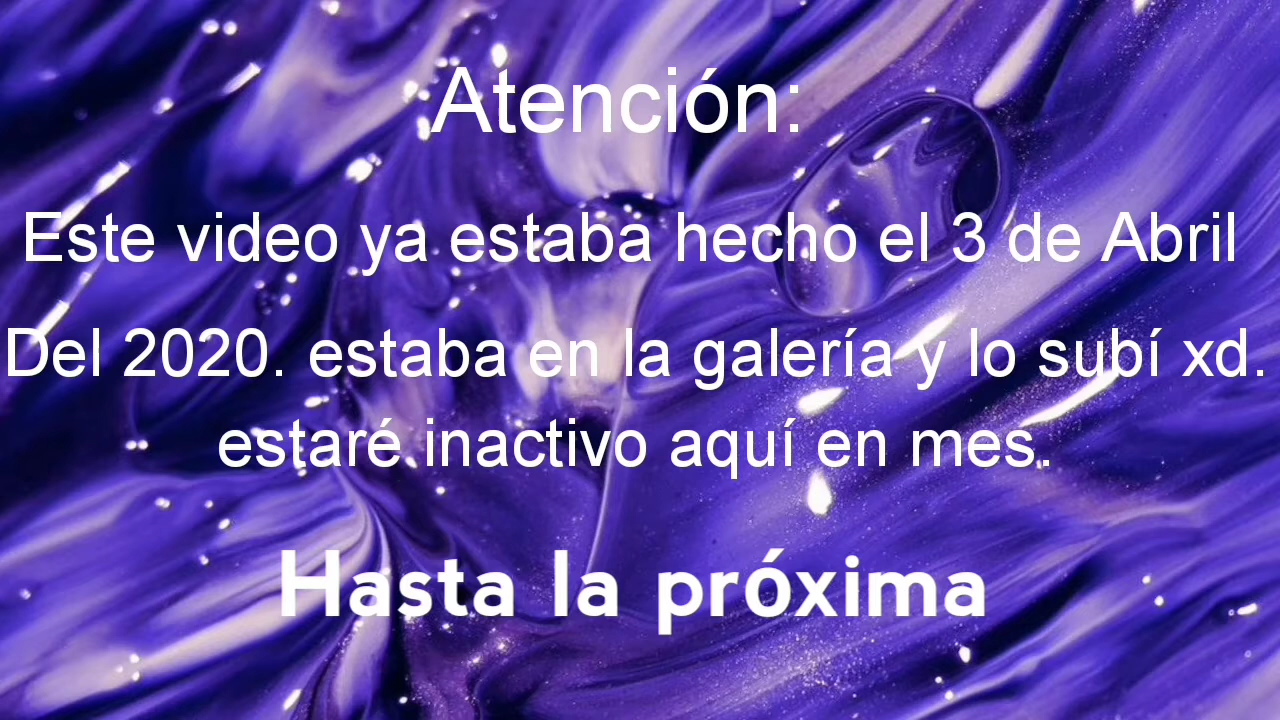 Atención:
Este video ya estaba hecho el 3 de Abril
Del 2020. estaba en la galería y lo subí xd.
estaré inactivo aquí en mes.
Hasta la próxima